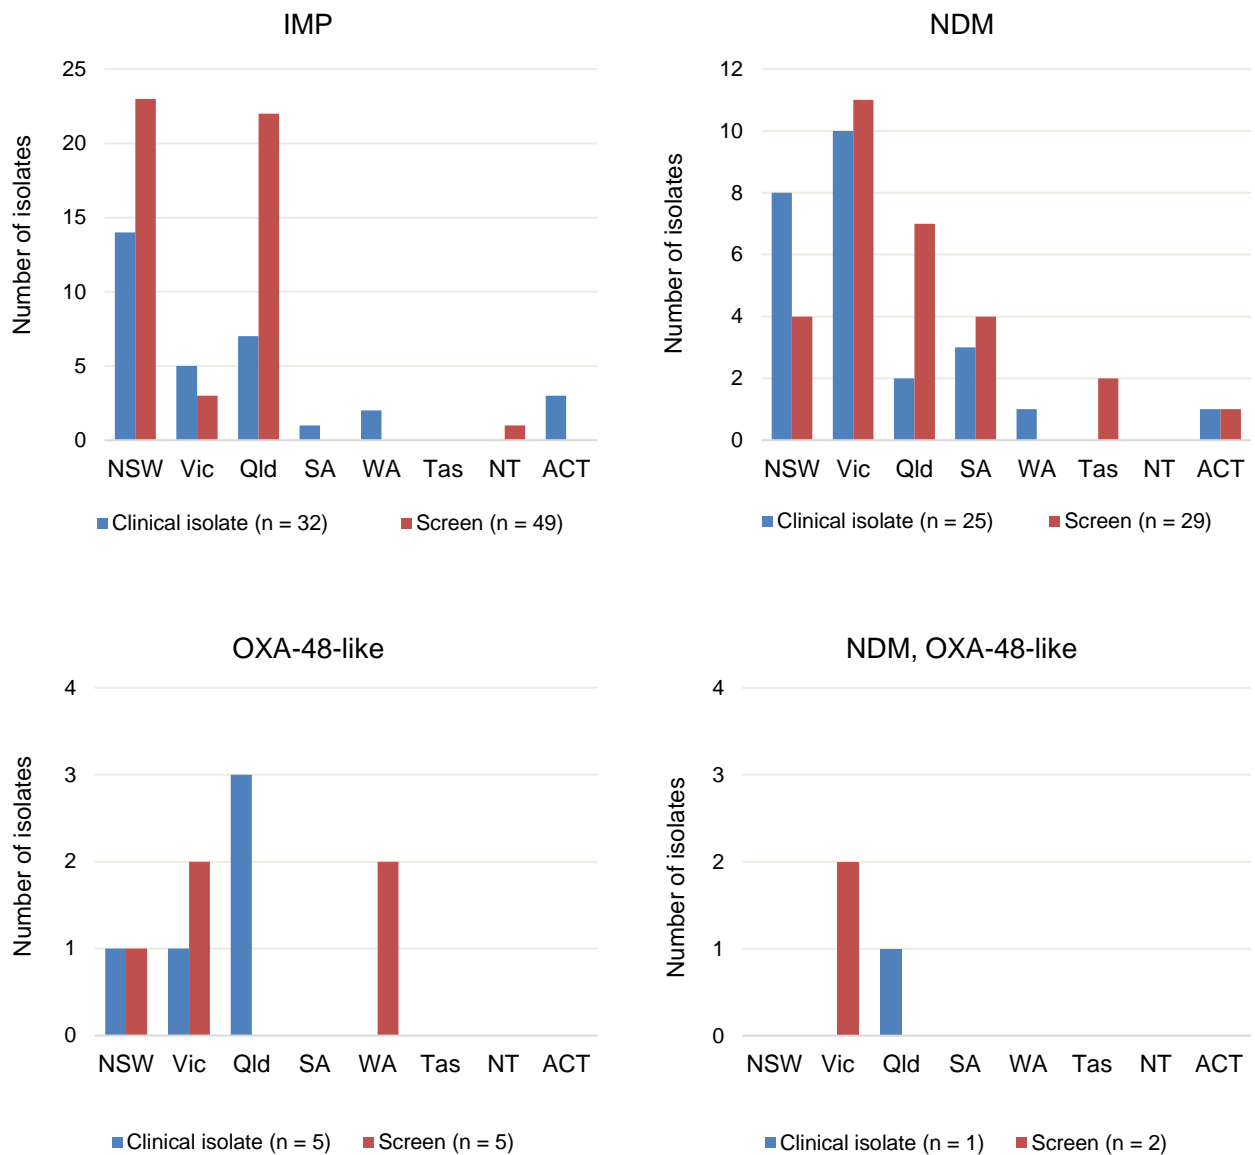 IMP
25
20
15
10
5
0
Number of isolates
NSW Vic Qld SA WA Tas NT ACT
Clinical isolate (n = 32) Screen (n = 49)
NDM
12
10
8
6
4
2
0
Number of isolates
NSW Vic Qld SA WA Tas NT ACT
Clinical isolate (n = 25) Screen (n = 29)
OXA-48-like
4
3
2
1
0
Number of isolates
NSW Vic Qld SA WA Tas NT ACT
Clinical isolate (n = 5) Screen (n = 5)
NDM, OXA-48-like
4
3
2
1
0
Number of isolates
NSW Vic Qld SA WA Tas NT ACT
Clinical isolate (n = 1) Screen (n = 2)